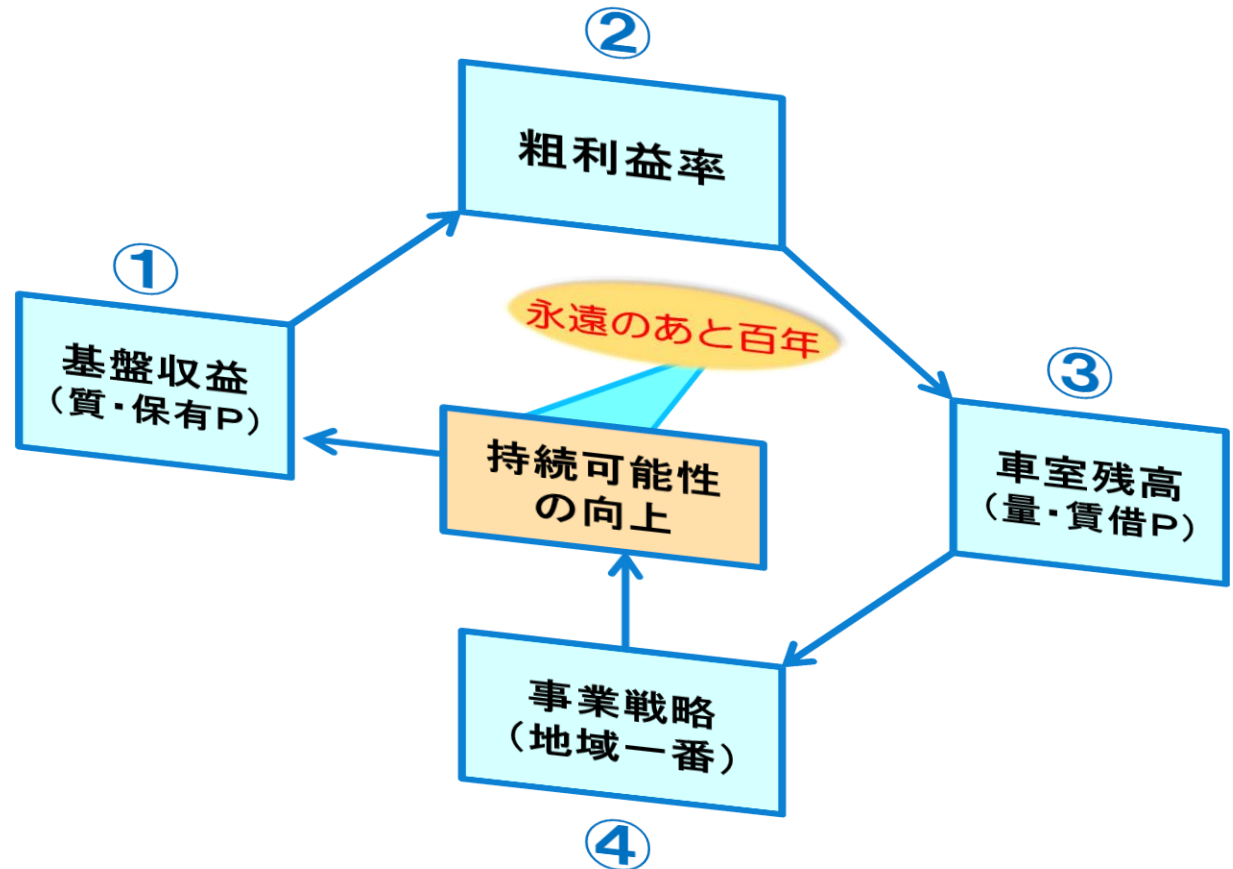 ②
粗利益率
①
基盤収益
（質・保有P）
永遠のあと百年
③
車室残高
（量・賃借P）
持続可能性
の向上
事業戦略
（地域一番）
④